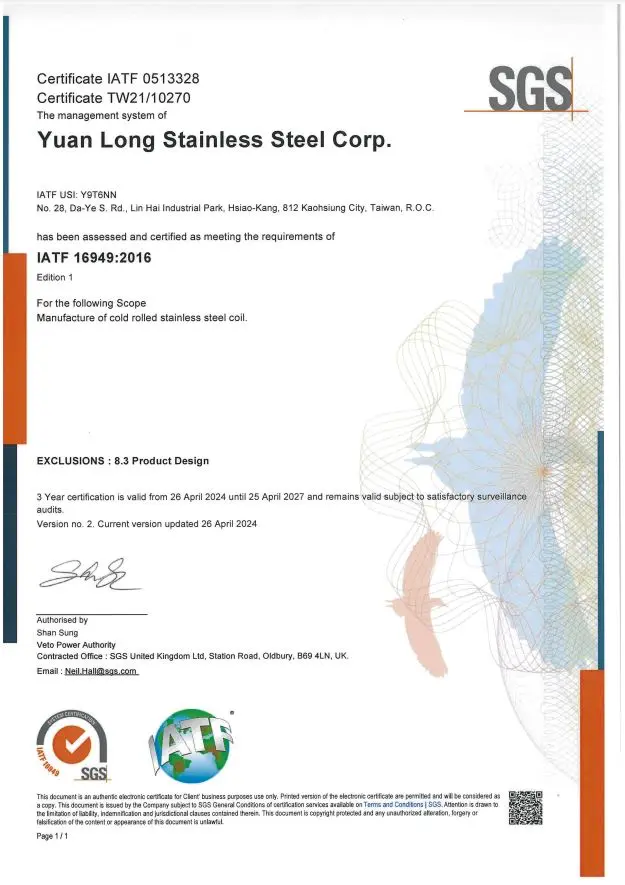 Certificate IATF 0513328
Certificate TW21/10270
The management system of
Yuan Long Stainless Steel Corp.
SGS
IATF USI: Y9T6NN
No. 28, Da-Ye S. Rd., Lin Hai Industrial Park, Hsiao-Kang, 812 Kaohsiung City, Taiwan, R.O.C.
has been assessed and certified as meeting the requirements of
IATF 16949:2016
Edition 1
For the following Scope
Manufacture of cold rolled stainless steel coil.
EXCLUSIONS : 8.3 Product Design
3 Year certification is valid from 26 April 2024 until 25 April 2027 and remains valid subject to satisfactory surveillance
audits.
Version no. 2. Current version updated 26 April 2024
Authorised by
Shan Sung
Veto Power Authority
Contracted Office : SGS United Kingdom Ltd, Station Road, Oldbury, B69 4LN, UK.
Email : Neil.Hall@sgs.com
SYSTEM CERTIFICATION
IATF 16949
SGS
IATF
®
This document is an authentic electronic certificate for Client' business purposes use only. Printed version of the electronic certificate are permitted and will be considered as
a copy. This document is issued by the Company subject to SGS General Conditions of certification services available on Terms and Conditions | SGS. Attention is drawn to
the limitation of liability, indemnification and jurisdictional clauses contained therein. This document is copyright protected and any unauthorized alteration, forgery or
falsification of the content or appearance of this document is unlawful.
Page 1 / 1